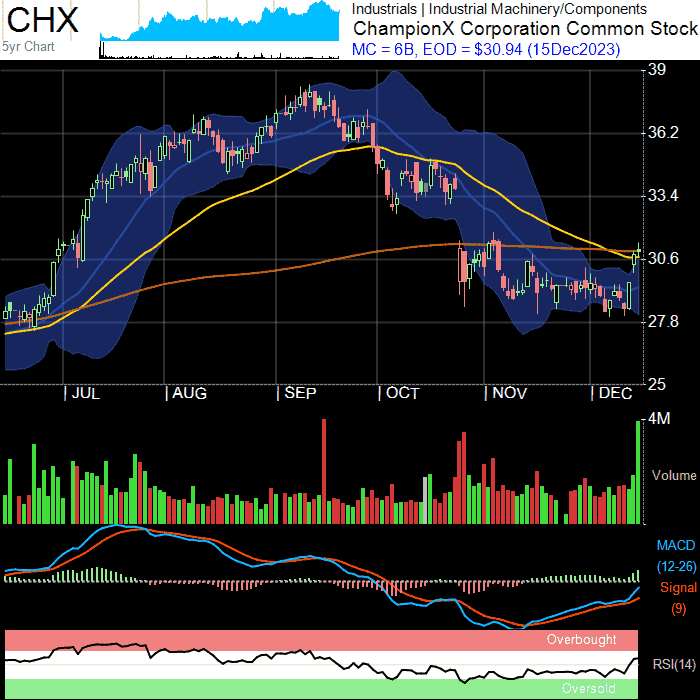 CHX
5yr Chart
Industrials | Industrial Machinery/Components
ChampionX Corporation Common Stock
MC = 6B, EOD = $30.94 (15Dec2023)
39
36.2
33.4
30.6
27.8
25
| JUL | AUG | SEP | OCT | NOV | DEC
4M
Volume
MACD
(12-26)
Signal
(9)
Overbought
RSI(14)
Oversold